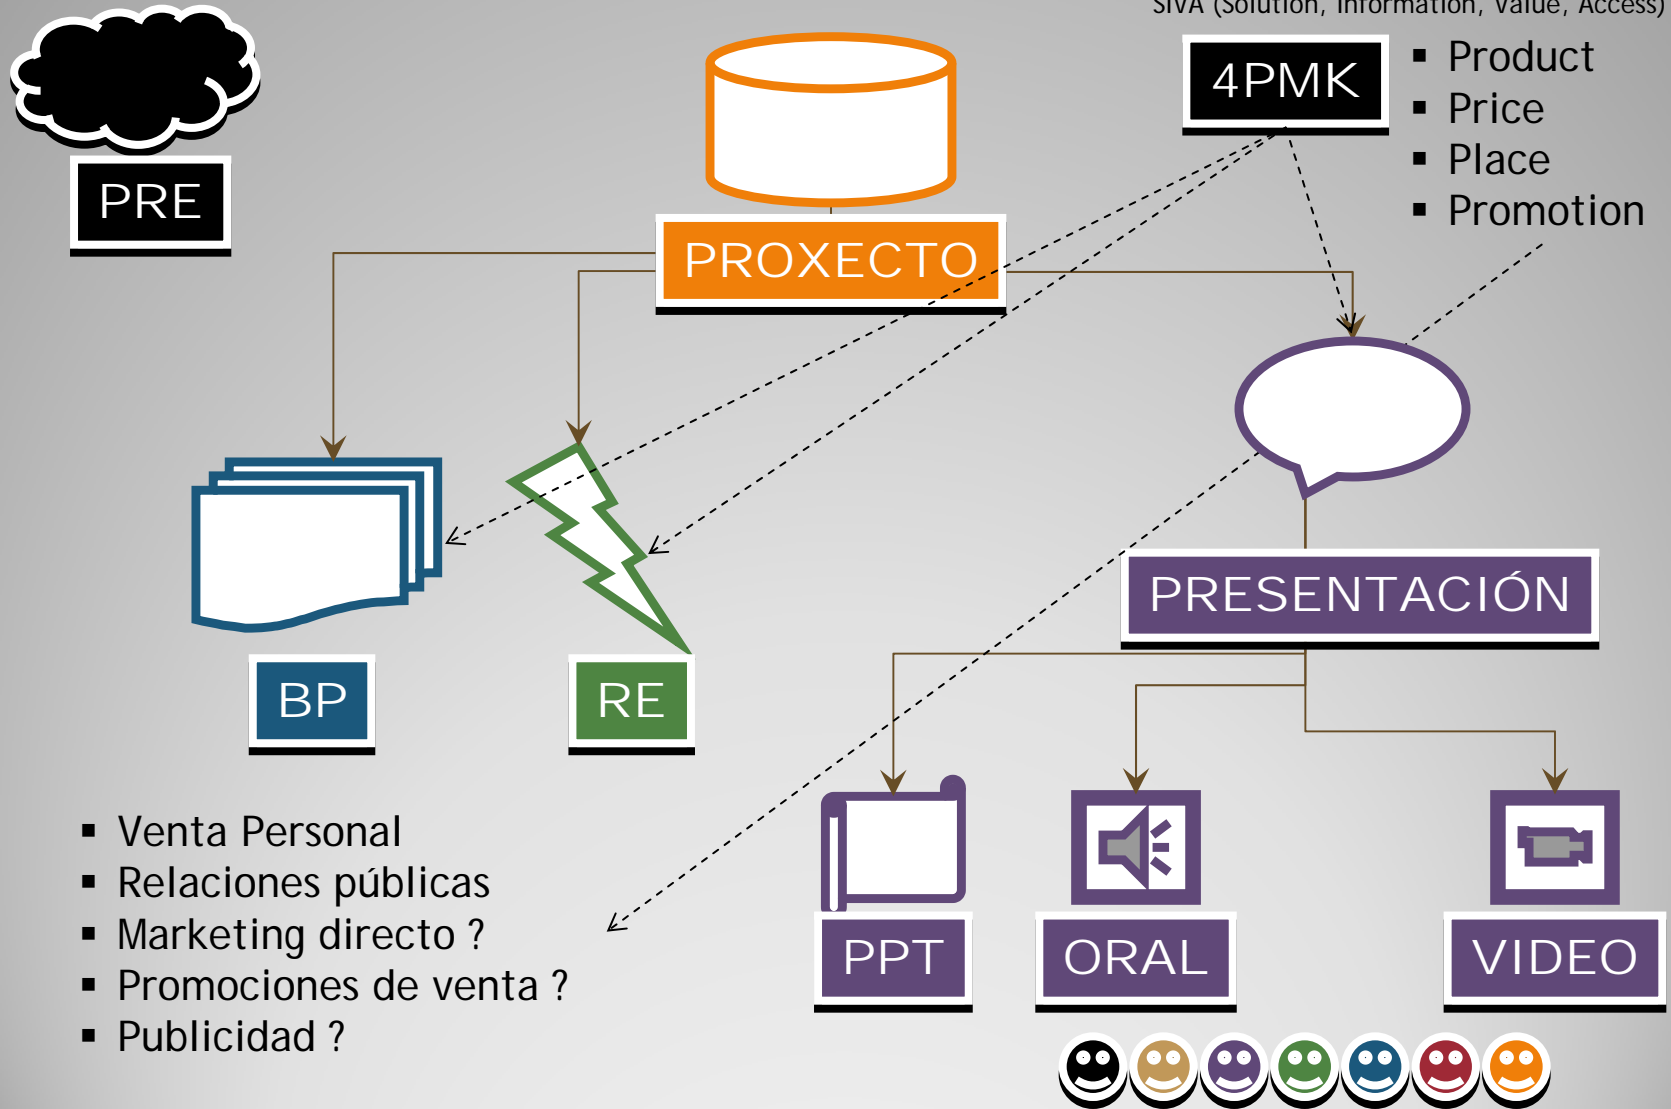 SIVA (Solution, Information, Value, Access)
4PMK
▪ Product
▪ Price
▪ Place
▪ Promotion
PRE
PROXECTO
PRESENTACIÓN
BP
RE
▪ Venta Personal
▪ Relaciones públicas
▪ Marketing directo ?
▪ Promociones de venta ?
▪ Publicidad ?
PPT
ORAL
VIDEO